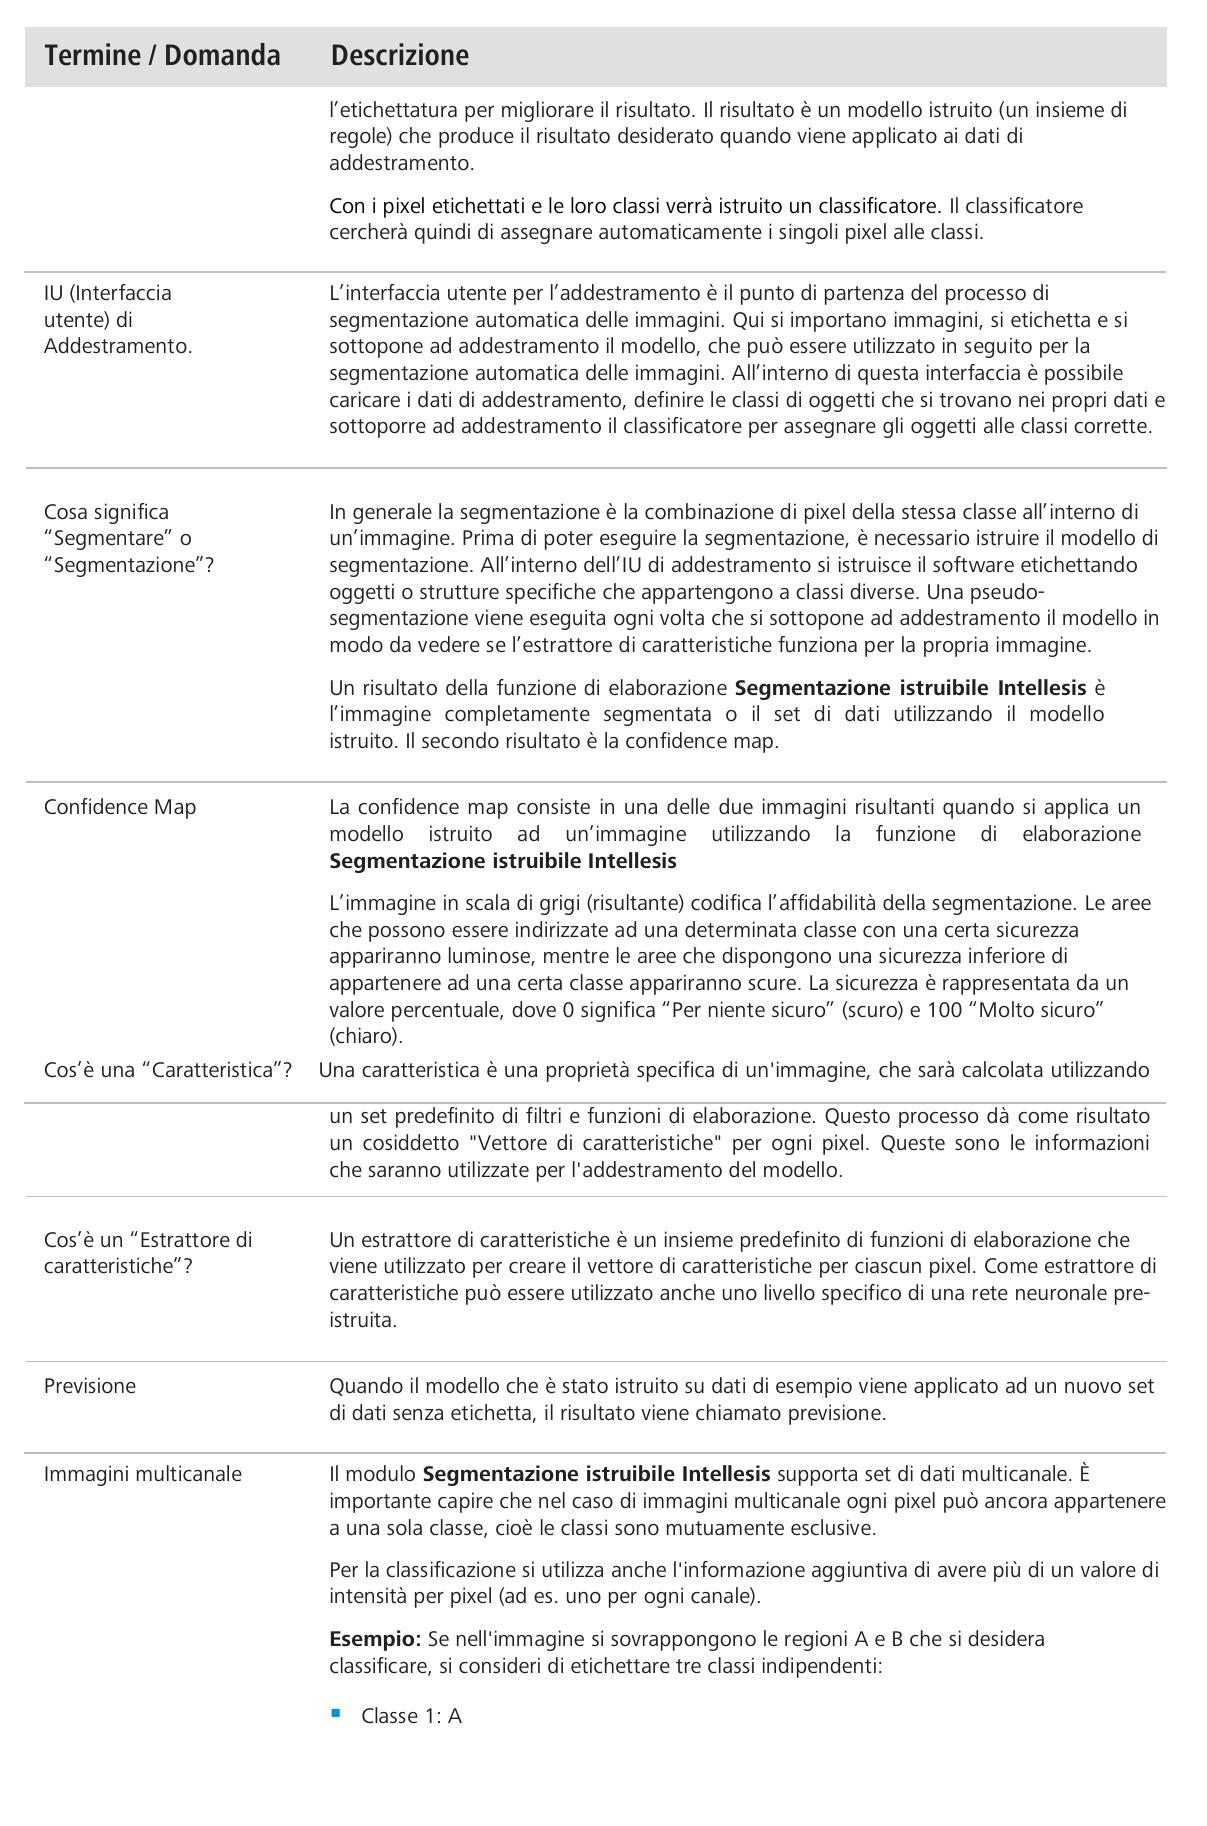 Termine / Domanda Descrizione
l’etichettatura per migliorare il risultato. Il risultato è un modello istruito (un insieme di
regole) che produce il risultato desiderato quando viene applicato ai dati di
addestramento.
Con i pixel etichettati e le loro classi verrà istruito un classificatore. Il classificatore
cercherà quindi di assegnare automaticamente i singoli pixel alle classi.
IU (Interfaccia
utente) di
Addestramento.
L’interfaccia utente per l’addestramento è il punto di partenza del processo di
segmentazione automatica delle immagini. Qui si importano immagini, si etichetta e si
sottopone ad addestramento il modello, che può essere utilizzato in seguito per la
segmentazione automatica delle immagini. All’interno di questa interfaccia è possibile
caricare i dati di addestramento, definire le classi di oggetti che si trovano nei propri dati e
sottoporre ad addestramento il classificatore per assegnare gli oggetti alle classi corrette.
Cosa significa
“Segmentare” o
“Segmentazione”?
In generale la segmentazione è la combinazione di pixel della stessa classe all’interno di
un’immagine. Prima di poter eseguire la segmentazione, è necessario istruire il modello di
segmentazione. All’interno dell’IU di addestramento si istruisce il software etichettando
oggetti o strutture specifiche che appartengono a classi diverse. Una pseudo-
segmentazione viene eseguita ogni volta che si sottopone ad addestramento il modello in
modo da vedere se l’estrattore di caratteristiche funziona per la propria immagine.
Un risultato della funzione di elaborazione Segmentazione istruibile Intellesis è
l’immagine completamente segmentata o il set di dati utilizzando il modello
istruito. Il secondo risultato è la confidence map.
Confidence Map
La confidence map consiste in una delle due immagini risultanti quando si applica un
modello istruito ad un’immagine utilizzando la funzione di elaborazione
Segmentazione istruibile Intellesis
L’immagine in scala di grigi (risultante) codifica l’affidabilità della segmentazione. Le aree
che possono essere indirizzate ad una determinata classe con una certa sicurezza
appariranno luminose, mentre le aree che dispongono una sicurezza inferiore di
appartenere ad una certa classe appariranno scure. La sicurezza è rappresentata da un
valore percentuale, dove 0 significa “Per niente sicuro” (scuro) e 100 “Molto sicuro”
(chiaro).
Cos’è una “Caratteristica”? Una caratteristica è una proprietà specifica di un'immagine, che sarà calcolata utilizzando
un set predefinito di filtri e funzioni di elaborazione. Questo processo dà come risultato
un cosiddetto "Vettore di caratteristiche" per ogni pixel. Queste sono le informazioni
che saranno utilizzate per l'addestramento del modello.
Cos’è un “Estrattore di
caratteristiche”?
Un estrattore di caratteristiche è un insieme predefinito di funzioni di elaborazione che
viene utilizzato per creare il vettore di caratteristiche per ciascun pixel. Come estrattore di
caratteristiche può essere utilizzato anche uno livello specifico di una rete neuronale pre-
istruita.
Previsione
Quando il modello che è stato istruito su dati di esempio viene applicato ad un nuovo set
di dati senza etichetta, il risultato viene chiamato previsione.
Immagini multicanale
Il modulo Segmentazione istruibile Intellesis supporta set di dati multicanale. È
importante capire che nel caso di immagini multicanale ogni pixel può ancora appartenere
a una sola classe, cioè le classi sono mutuamente esclusive.
Per la classificazione si utilizza anche l'informazione aggiuntiva di avere più di un valore di
intensità per pixel (ad es. uno per ogni canale).
Esempio: Se nell'immagine si sovrappongono le regioni A e B che si desidera
classificare, si consideri di etichettare tre classi indipendenti:
▪ Classe 1: A